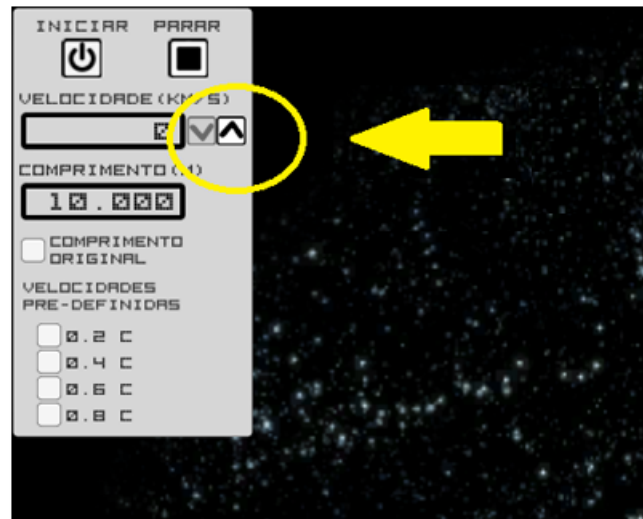 INICIAR PARAR
VELOCIDADE (KM/S)
0
COMPRIMENTO (M)
10.000
COMPRIMENTO
ORIGINAL
VELOCIDADES
PRE-DEFINIDAS
0.2 C
0.4 C
0.6 C
0.8 C